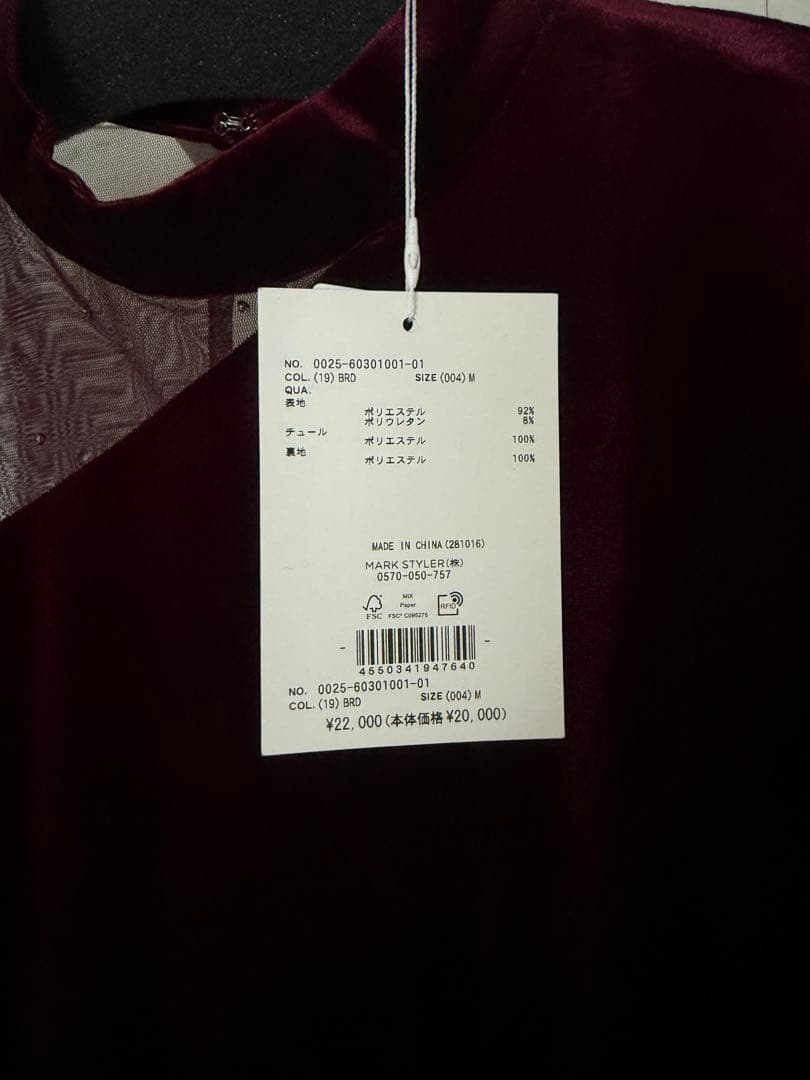 NO. 0025-60301001-01
COL. (19) BRD SIZE (004) M
QUA.
表地
ポリエステル 92%
ポリウレタン 8%
チュール
ポリエステル 100%
裏地
ポリエステル 100%
MADE IN CHINA (281016)
MARK STYLER(株)
0570-050-757
FSC MIX Paper FSC® C095275 RFID
4550341947640
NO. 0025-60301001-01
COL. (19) BRD SIZE (004) M
¥22,000(本体価格¥20,000)